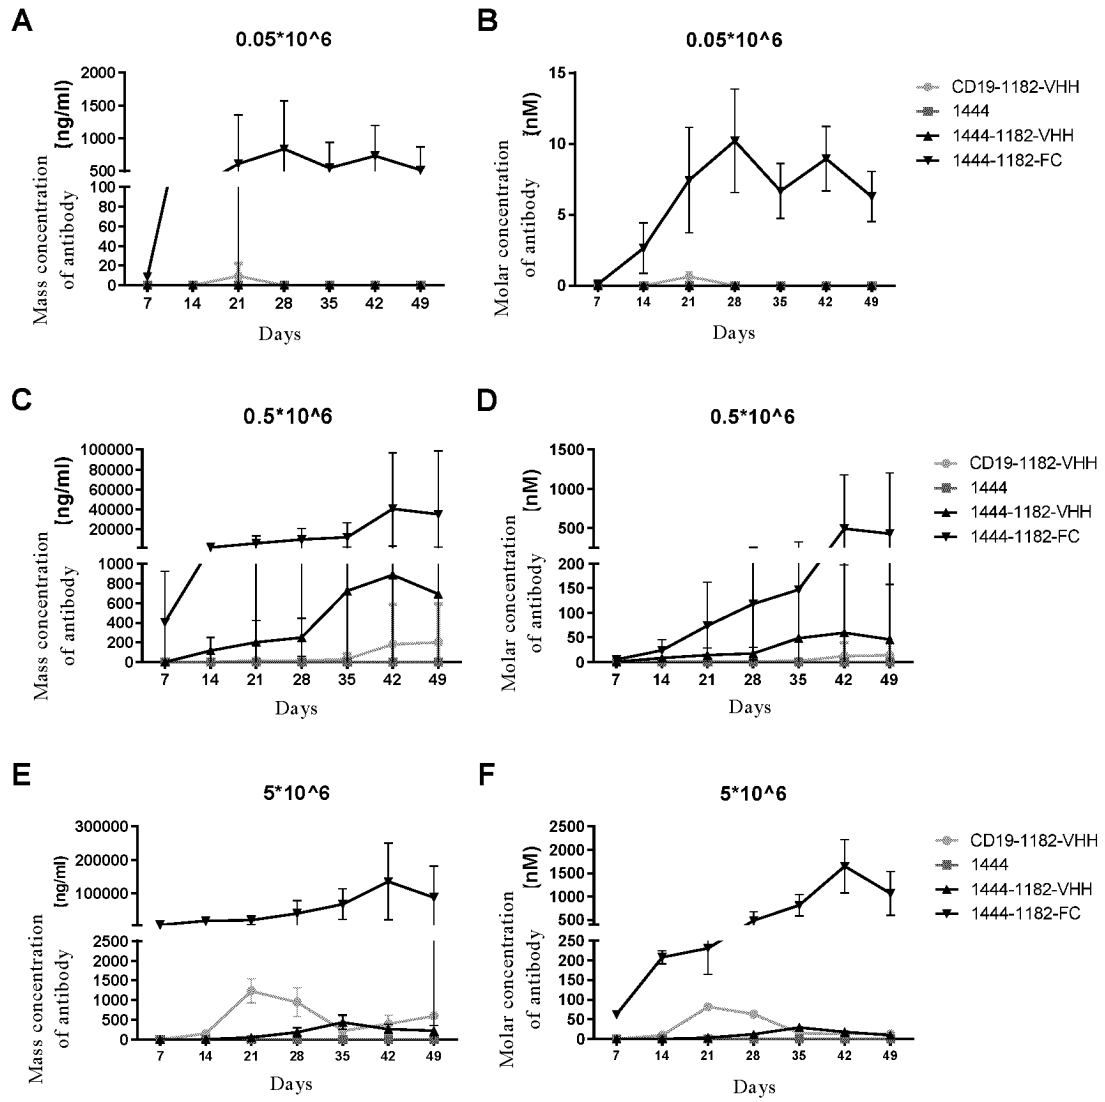 A
0.05*10^6
Mass concentration
of antibody
(ng/ml)
2000
1500
1000
500
100
80
60
40
20
0
7 14 21 28 35 42 49
Days
B
0.05*10^6
Molar concentration
of antibody
(nM)
15
10
5
0
7 14 21 28 35 42 49
Days
CD19-1182-VHH
1444
1444-1182-VHH
1444-1182-FC
C
0.5*10^6
Mass concentration
of antibody
(ng/ml)
100000
80000
60000
40000
20000
1000
800
600
400
200
0
7 14 21 28 35 42 49
Days
D
0.5*10^6
Molar concentration
of antibody
(nM)
1500
1000
500
200
150
100
50
0
7 14 21 28 35 42 49
Days
CD19-1182-VHH
1444
1444-1182-VHH
1444-1182-FC
E
5*10^6
Mass concentration
of antibody
(ng/ml)
300000
200000
100000
2500
2000
1500
1000
500
0
7 14 21 28 35 42 49
Days
F
5*10^6
Molar concentration
of antibody
(nM)
2500
2000
1500
1000
500
250
200
150
100
50
0
7 14 21 28 35 42 49
Days
CD19-1182-VHH
1444
1444-1182-VHH
1444-1182-FC